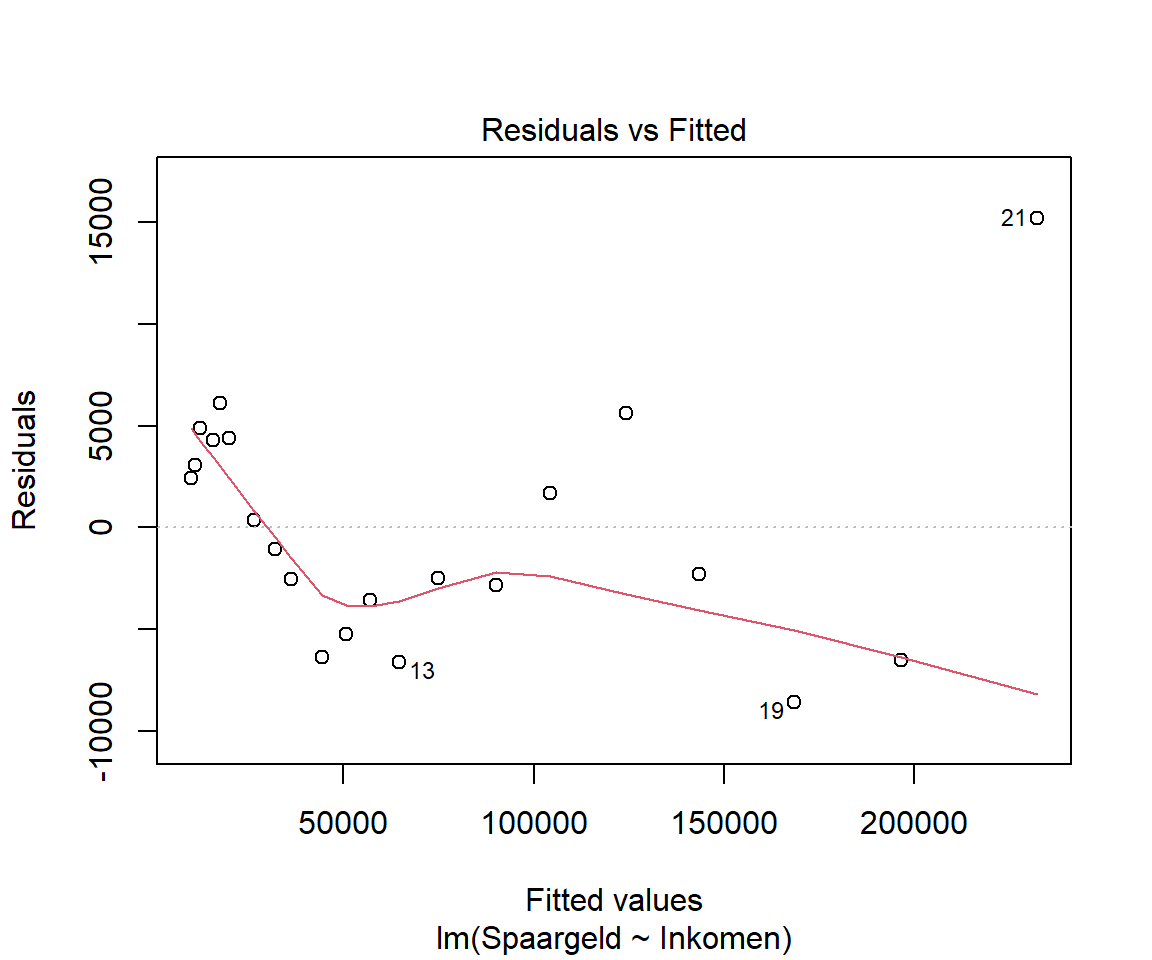 Residuals vs Fitted
Residuals
15000
5000
0
-10000
21
13
19
50000 100000 150000 200000
Fitted values
lm(Spaargeld ~ Inkomen)